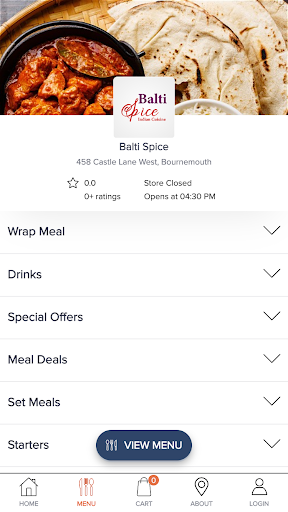 Balti
Spice
Indian Cuisine
Balti Spice
458 Castle Lane West, Bournemouth
0.0 Store Closed
0+ ratings Opens at 04:30 PM
Wrap Meal
Drinks
Special Offers
Meal Deals
Set Meals
Starters
VIEW MENU
0
HOME MENU CART ABOUT LOGIN